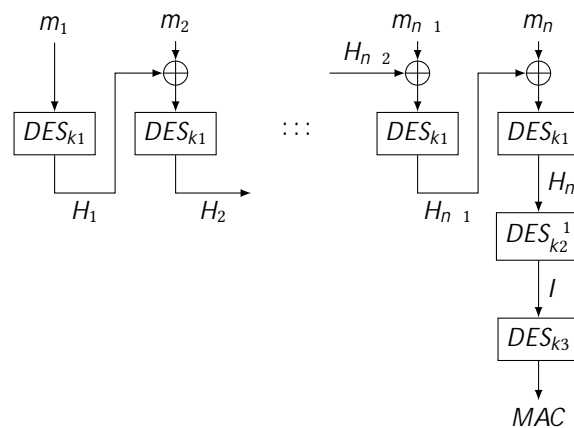 m1 m2 mn 1 mn
Hn 2
DESk1 DESk1 : : : DESk1 DESk1
H1 H2 Hn 1 Hn
DESk2 1
I
DESk3
MAC